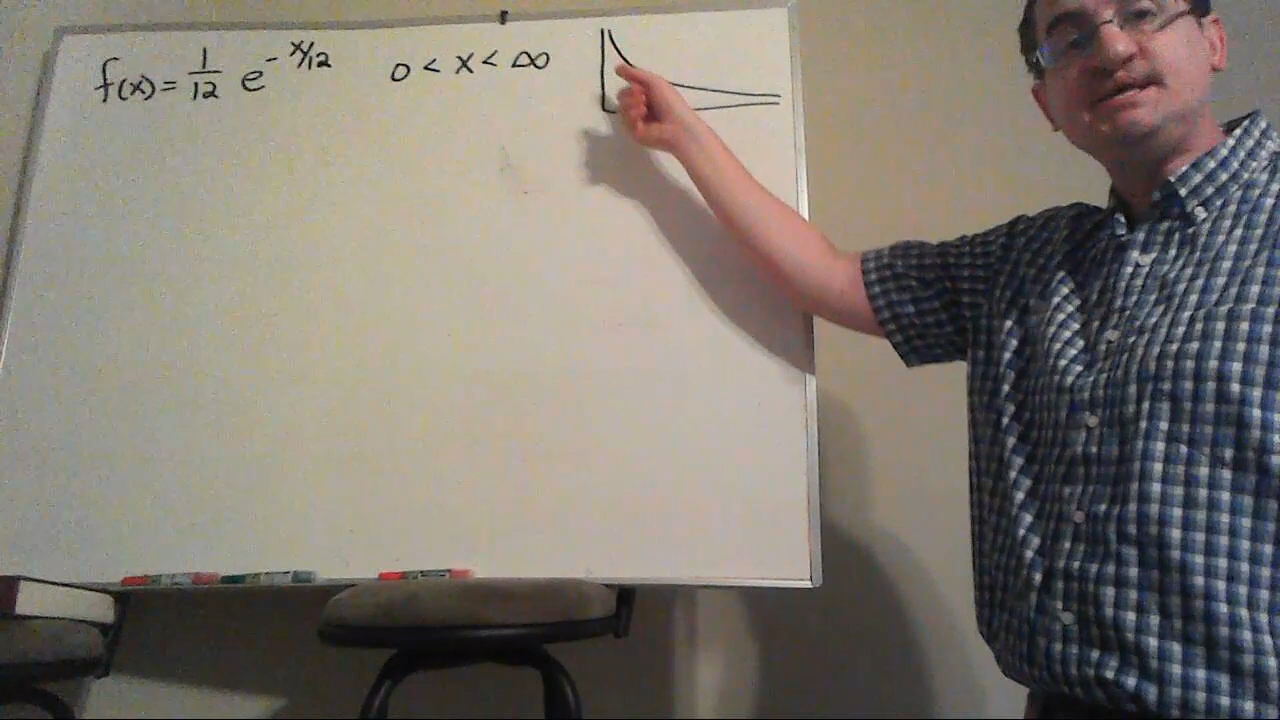 f(x) = 1/12 e^{-x/12} 0 < x < ∞